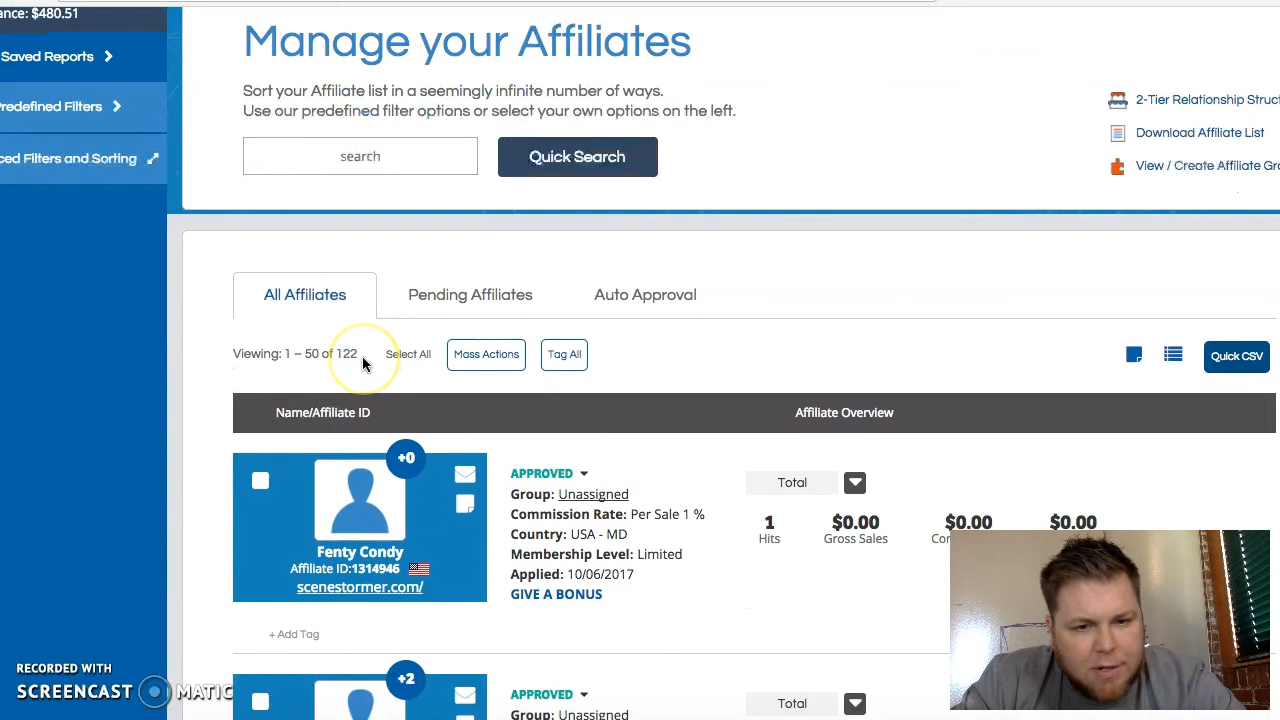 ance: $480.51
Saved Reports
Predefined Filters
ced Filters and Sorting
Manage your Affiliates
Sort your Affiliate list in a seemingly infinite number of ways.
Use our predefined filter options or select your own options on the left.
search
Quick Search
2-Tier Relationship Struct
Download Affiliate List
View / Create Affiliate Gro
All Affiliates
Pending Affiliates
Auto Approval
Viewing: 1 – 50 of 122
Select All
Mass Actions
Tag All
Quick CSV
Name/Affiliate ID
Affiliate Overview
+0
Fenty Condy
Affiliate ID:1314946
scenestormer.com/
+ Add Tag
APPROVED
Group: Unassigned
Commission Rate: Per Sale 1 %
Country: USA - MD
Membership Level: Limited
Applied: 10/06/2017
GIVE A BONUS
Total
1
Hits
$0.00
Gross Sales
$0.00
Cor
$0.00
+2
APPROVED
Group: Unassigned
Total
RECORDED WITH
SCREENCAST MATIC